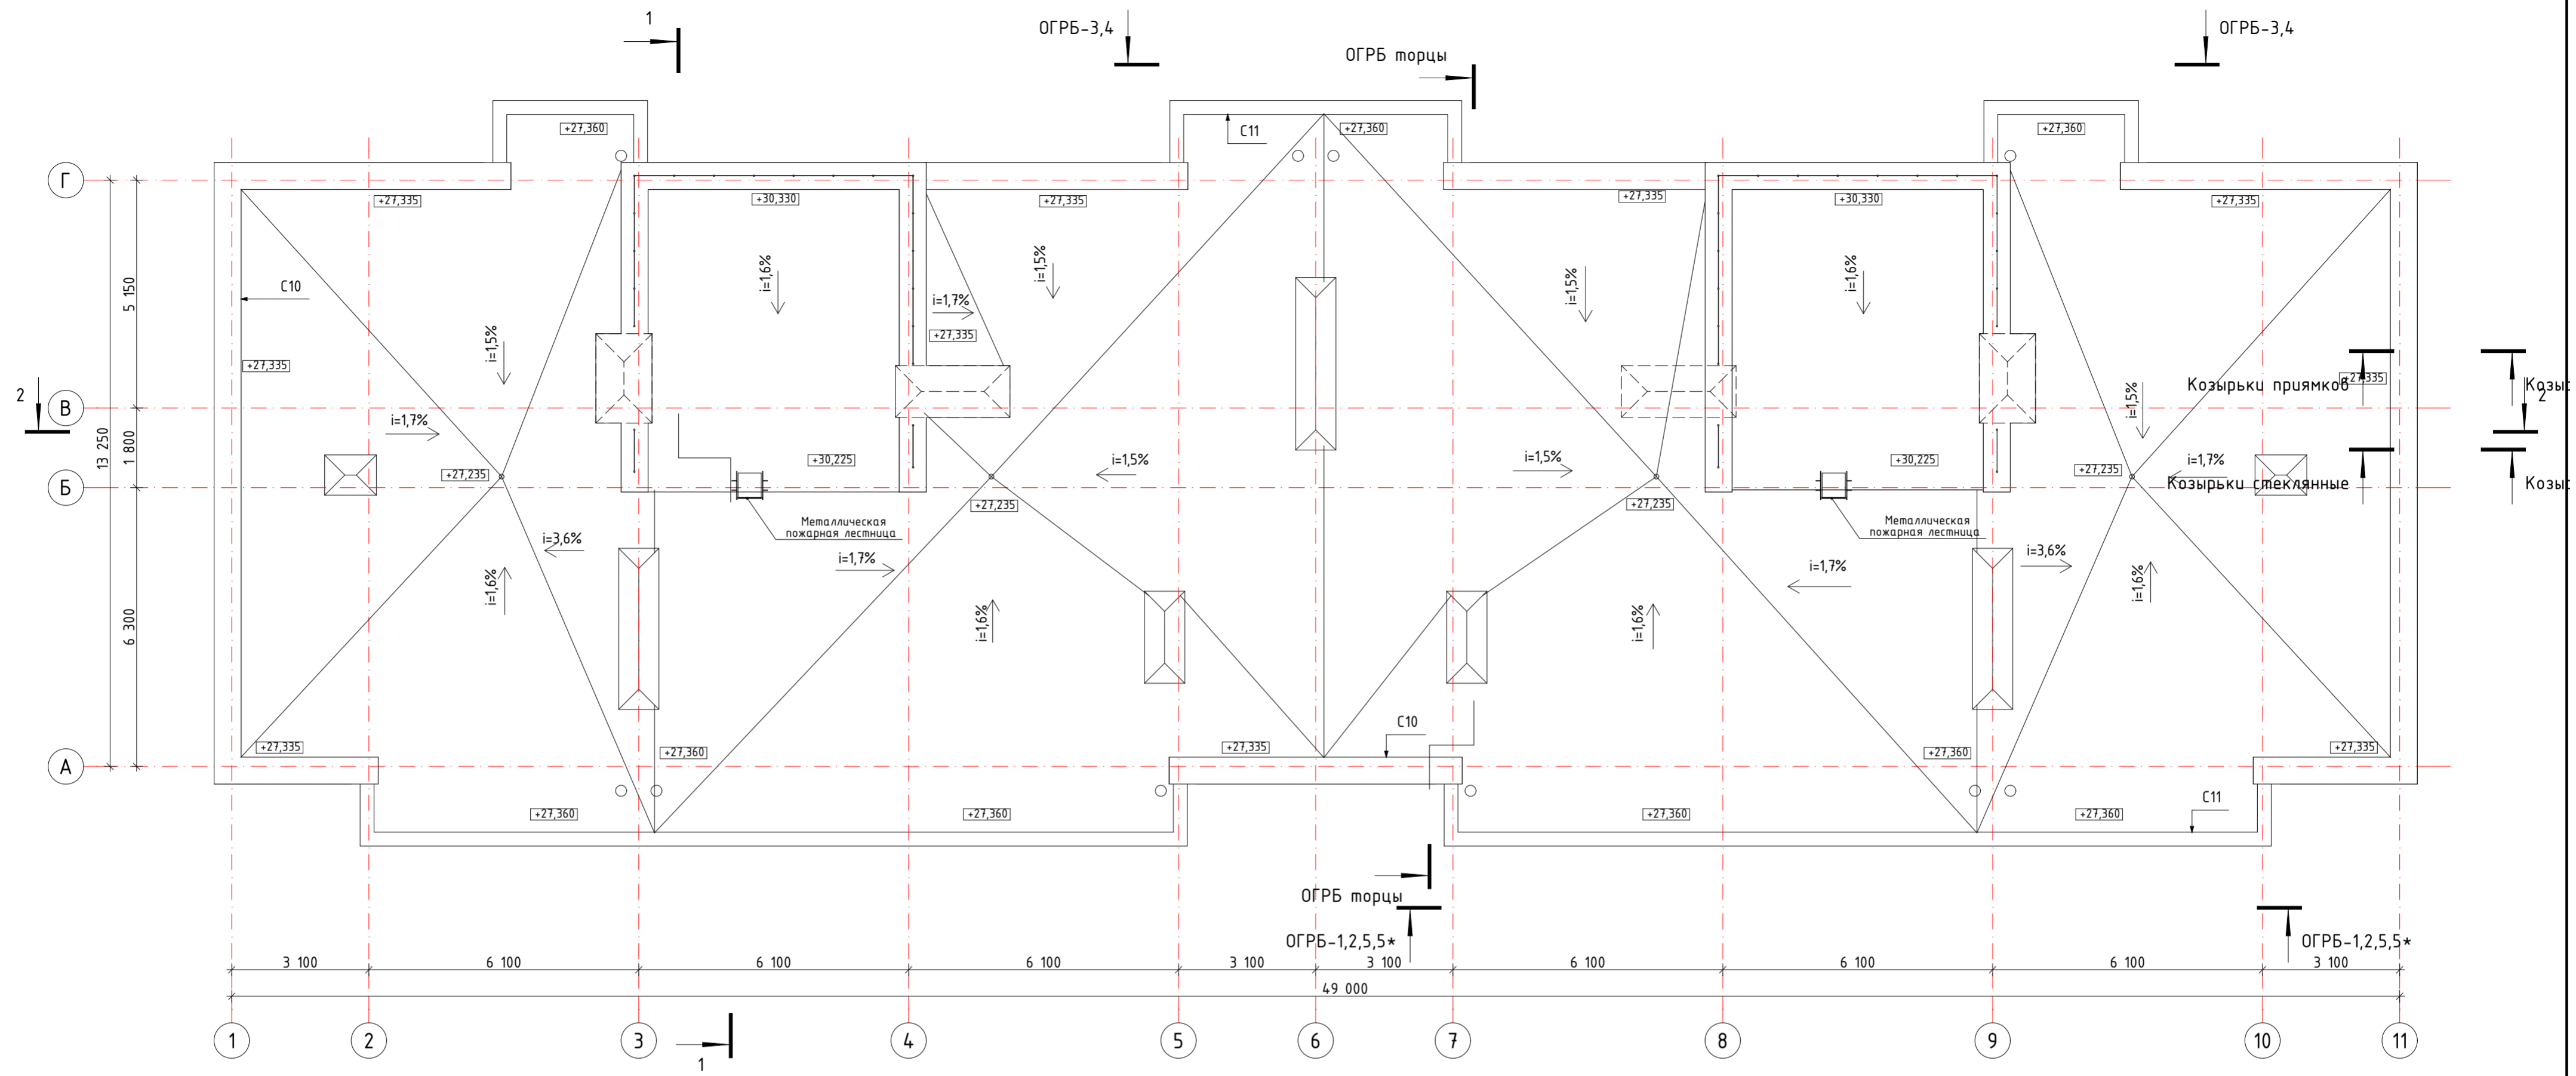 1
ОГРБ-3,4
ОГРБ торцы
ОГРБ-3,4
+27,360
С11
+27,360
+27,360
Г
+27,335
+30,330
+27,335
+27,335
+30,330
+27,335
i=1,5%
i=1,6%
i=1,5%
i=1,5%
i=1,6%
С10
5 150
i=1,7%
+27,335
+27,335
i=1,5%
+27,335
Козырьки приямков
Козы
2
2
В
i=1,7%
13 250
1 800
+27,235
+30,225
i=1,5%
i=1,5%
+30,225
+27,235
i=1,7%
Б
Козырьки стеклянные
Козы
+27,235
+27,235
Металлическая
пожарная лестница
Металлическая
пожарная лестница
i=3,6%
i=1,7%
i=1,7%
i=3,6%
i=1,6%
i=1,6%
i=1,6%
i=1,6%
6 300
С10
+27,335
+27,360
+27,335
+27,360
+27,335
А
С11
+27,360
+27,360
+27,360
+27,360
ОГРБ торцы
ОГРБ-1,2,5,5*
ОГРБ-1,2,5,5*
3 100
6 100
6 100
6 100
3 100
3 100
6 100
6 100
6 100
3 100
49 000
1
2
3
4
5
6
7
8
9
10
11
1